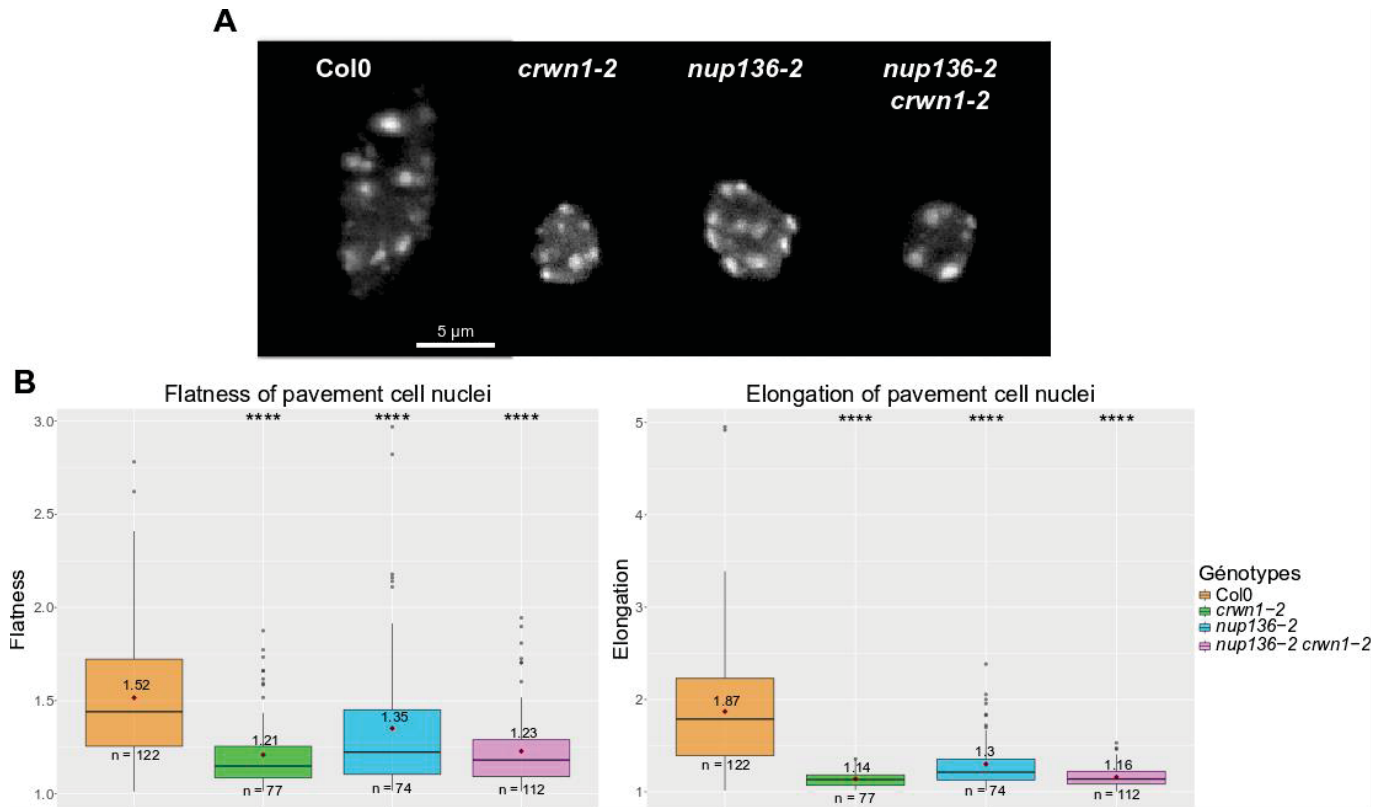 A
Col0
crwn1-2
nup136-2
nup136-2
crwn1-2
5 µm
B
Flatness of pavement cell nuclei
****
****
****
3.0
2.5
2.0
1.5
1.0
Flatness
1.52
n = 122
1.21
n = 77
1.35
n = 74
1.23
n = 112
Elongation of pavement cell nuclei
****
****
****
5
4
3
2
1
Elongation
1.87
n = 122
1.14
n = 77
1.3
n = 74
1.16
n = 112
Génotypes
Col0
crwn1−2
nup136−2
nup136−2 crwn1−2